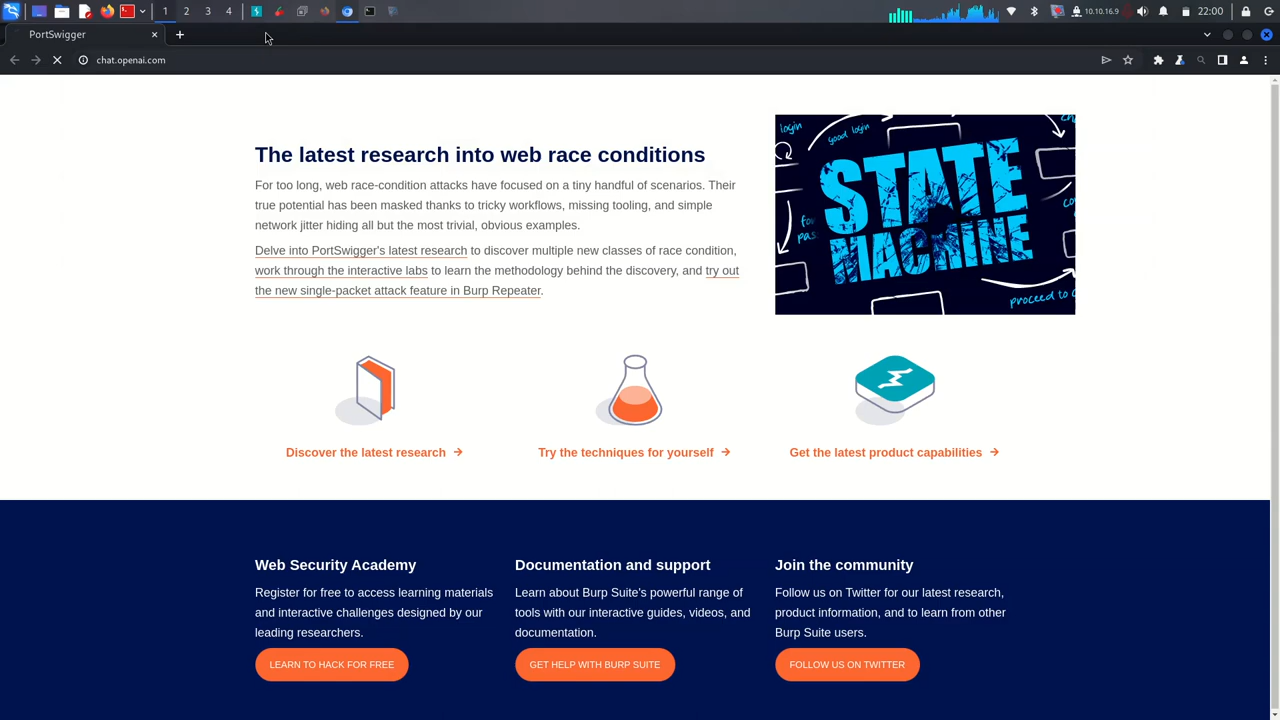 1 2 3 4
10.10.16.9
22:00
PortSwigger
chat.openai.com
The latest research into web race conditions
For too long, web race-condition attacks have focused on a tiny handful of scenarios. Their
true potential has been masked thanks to tricky workflows, missing tooling, and simple
network jitter hiding all but the most trivial, obvious examples.
Delve into PortSwigger's latest research to discover multiple new classes of race condition,
work through the interactive labs to learn the methodology behind the discovery, and try out
the new single-packet attack feature in Burp Repeater.
login
good login
STATE
MACHINE
proceed to
Discover the latest research
Try the techniques for yourself
Get the latest product capabilities
Web Security Academy
Register for free to access learning materials
and interactive challenges designed by our
leading researchers.
LEARN TO HACK FOR FREE
Documentation and support
Learn about Burp Suite's powerful range of
tools with our interactive guides, videos, and
documentation.
GET HELP WITH BURP SUITE
Join the community
Follow us on Twitter for our latest research,
product information, and to learn from other
Burp Suite users.
FOLLOW US ON TWITTER